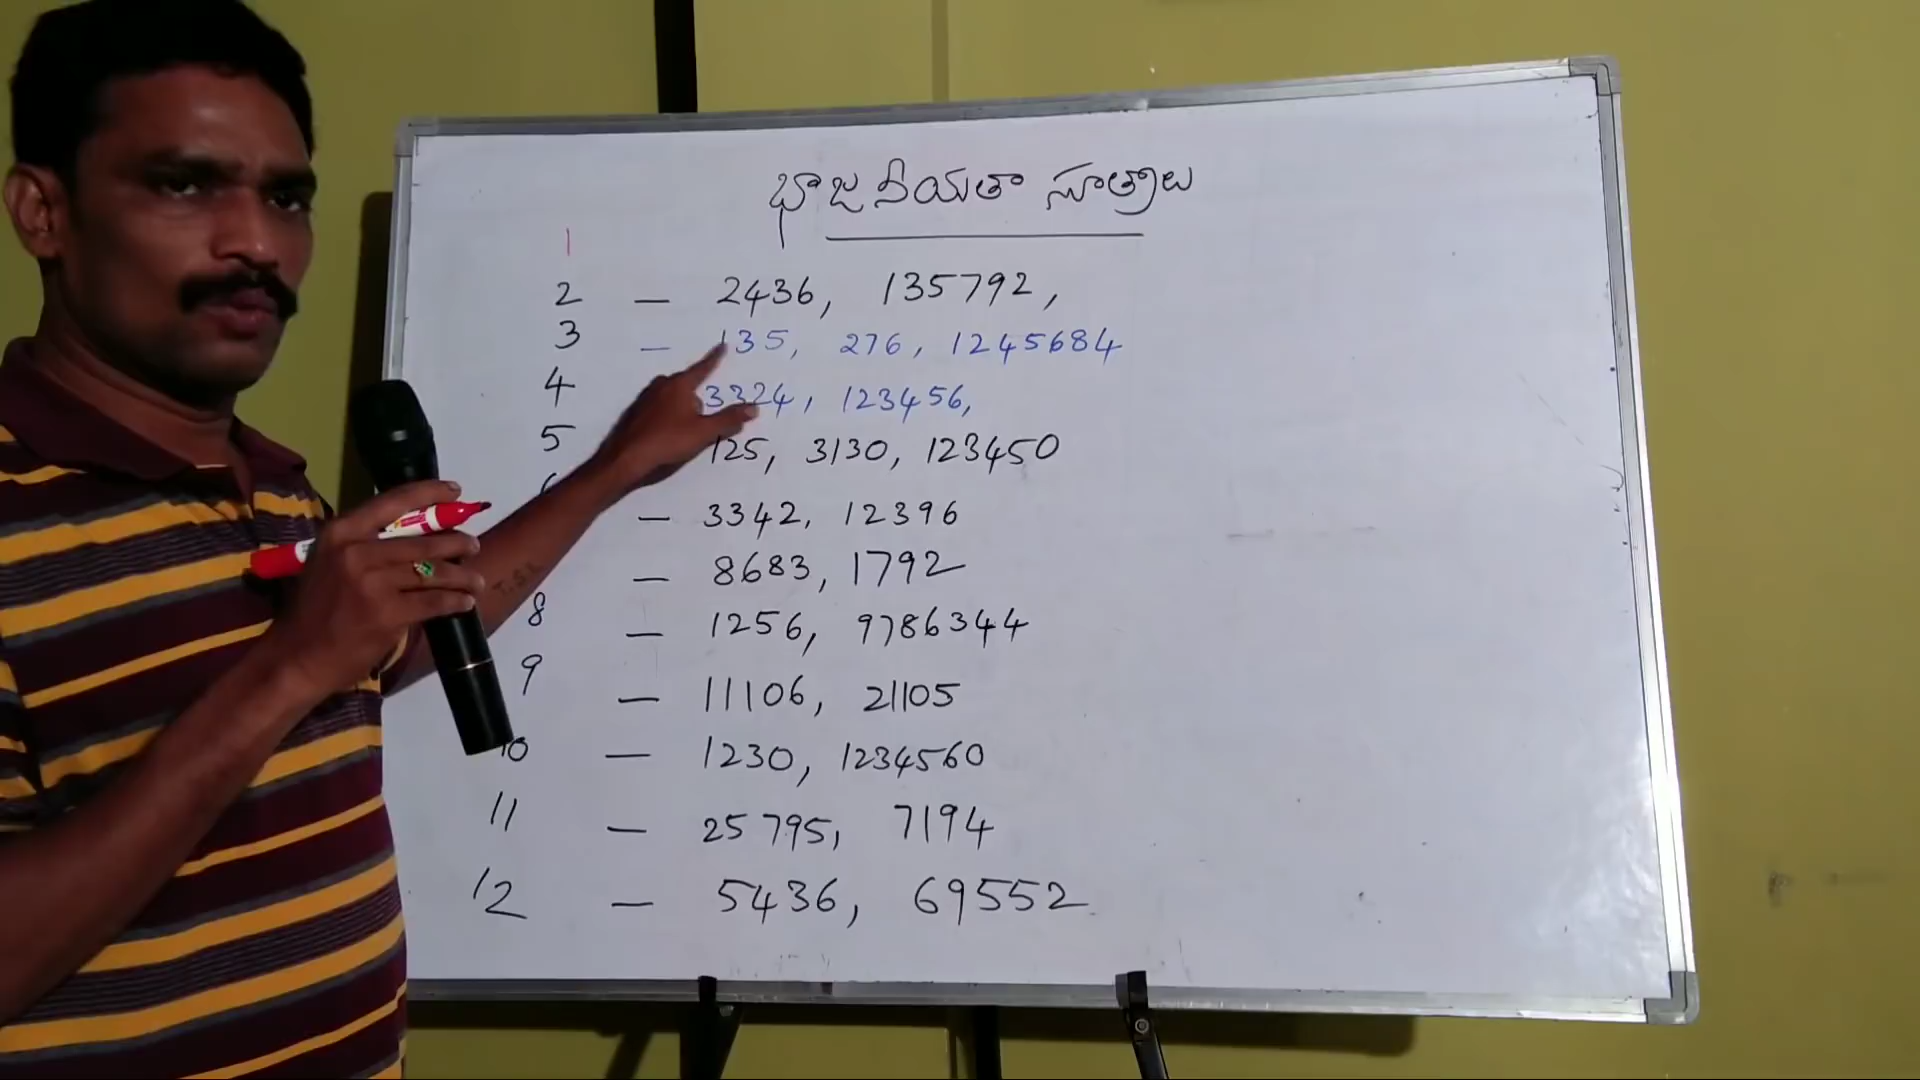 భాజనీయతా సూత్రాలు
1
2 — 2436, 135792,
3 — 135, 276, 1245684
4 3324, 123456,
5 125, 3130, 123450
— 3342, 12396
— 8683, 1792
8 — 1256, 9786344
9 — 11106, 21105
10 — 1230, 1234560
11 — 25795, 7194
12 — 5436, 69552